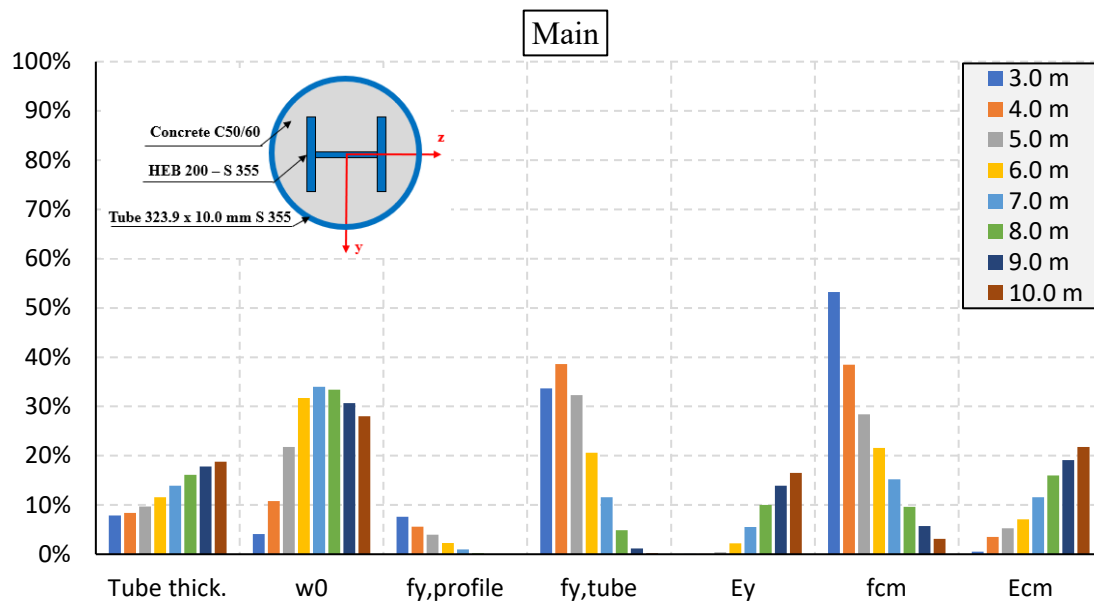 Main
100%
90%
80%
70%
60%
50%
40%
30%
20%
10%
0%
Concrete C50/60
HEB 200 – S 355
Tube 323.9 x 10.0 mm S 355
z
y
3.0 m
4.0 m
5.0 m
6.0 m
7.0 m
8.0 m
9.0 m
10.0 m
Tube thick. w0 fy,profile fy,tube Ey fcm Ecm